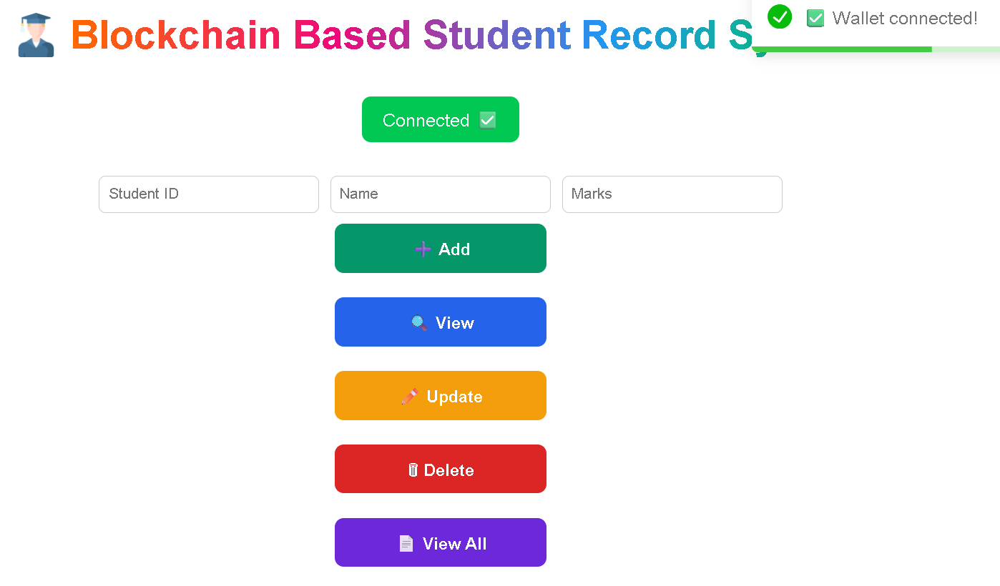 Blockchain Based Student Record S
✅ Wallet connected!
Connected ✅
Student ID
Name
Marks
➕ Add
🔍 View
✏️ Update
🗑 Delete
📄 View All